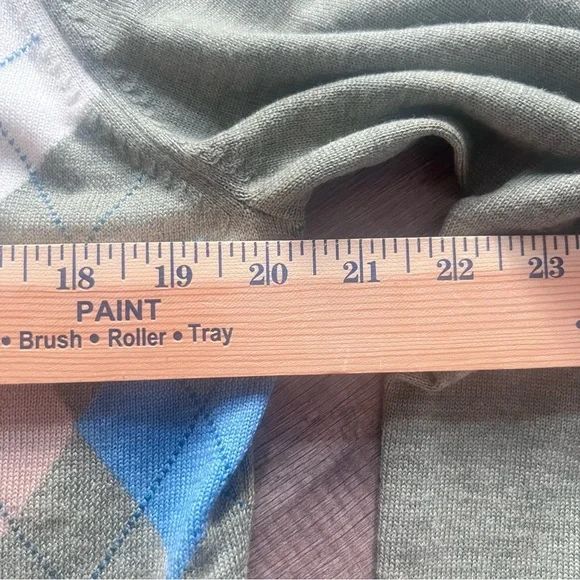 18 19 20 21 22 23
PAINT
• Brush • Roller • Tray